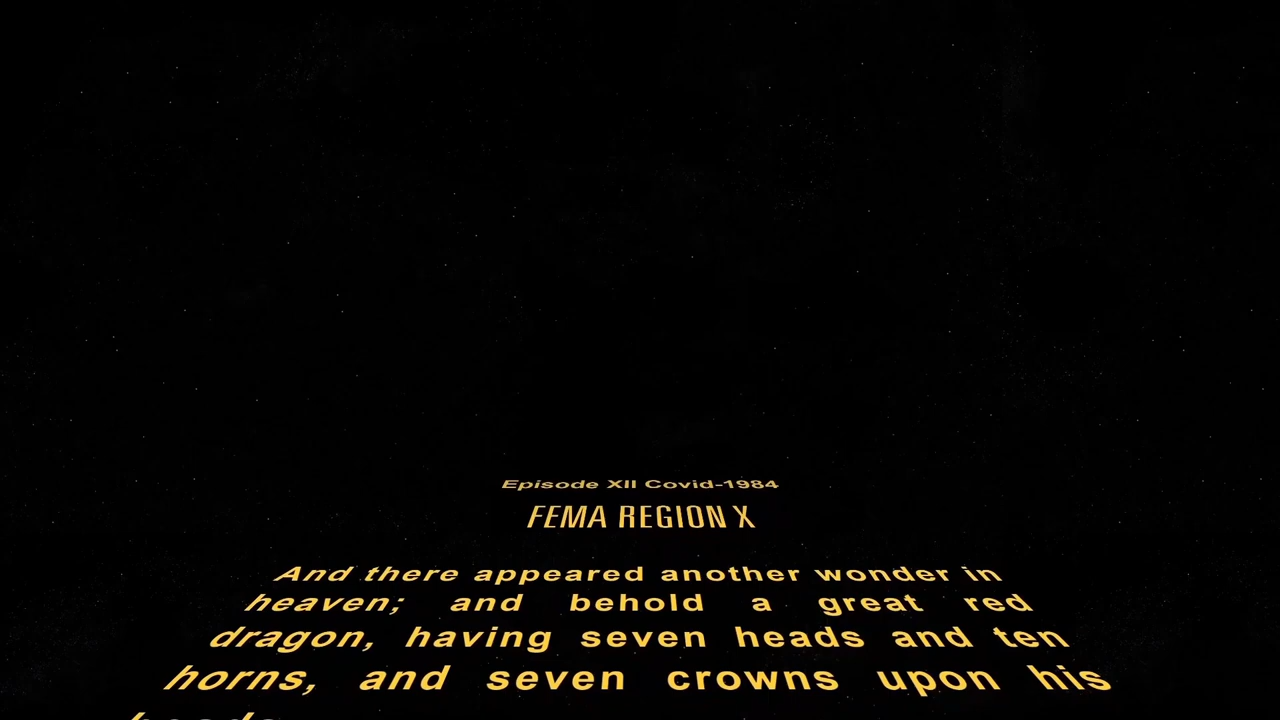 Episode XII Covid-1984
FEMA REGION X
And there appeared another wonder in
heaven; and behold a great red
dragon, having seven heads and ten
horns, and seven crowns upon his